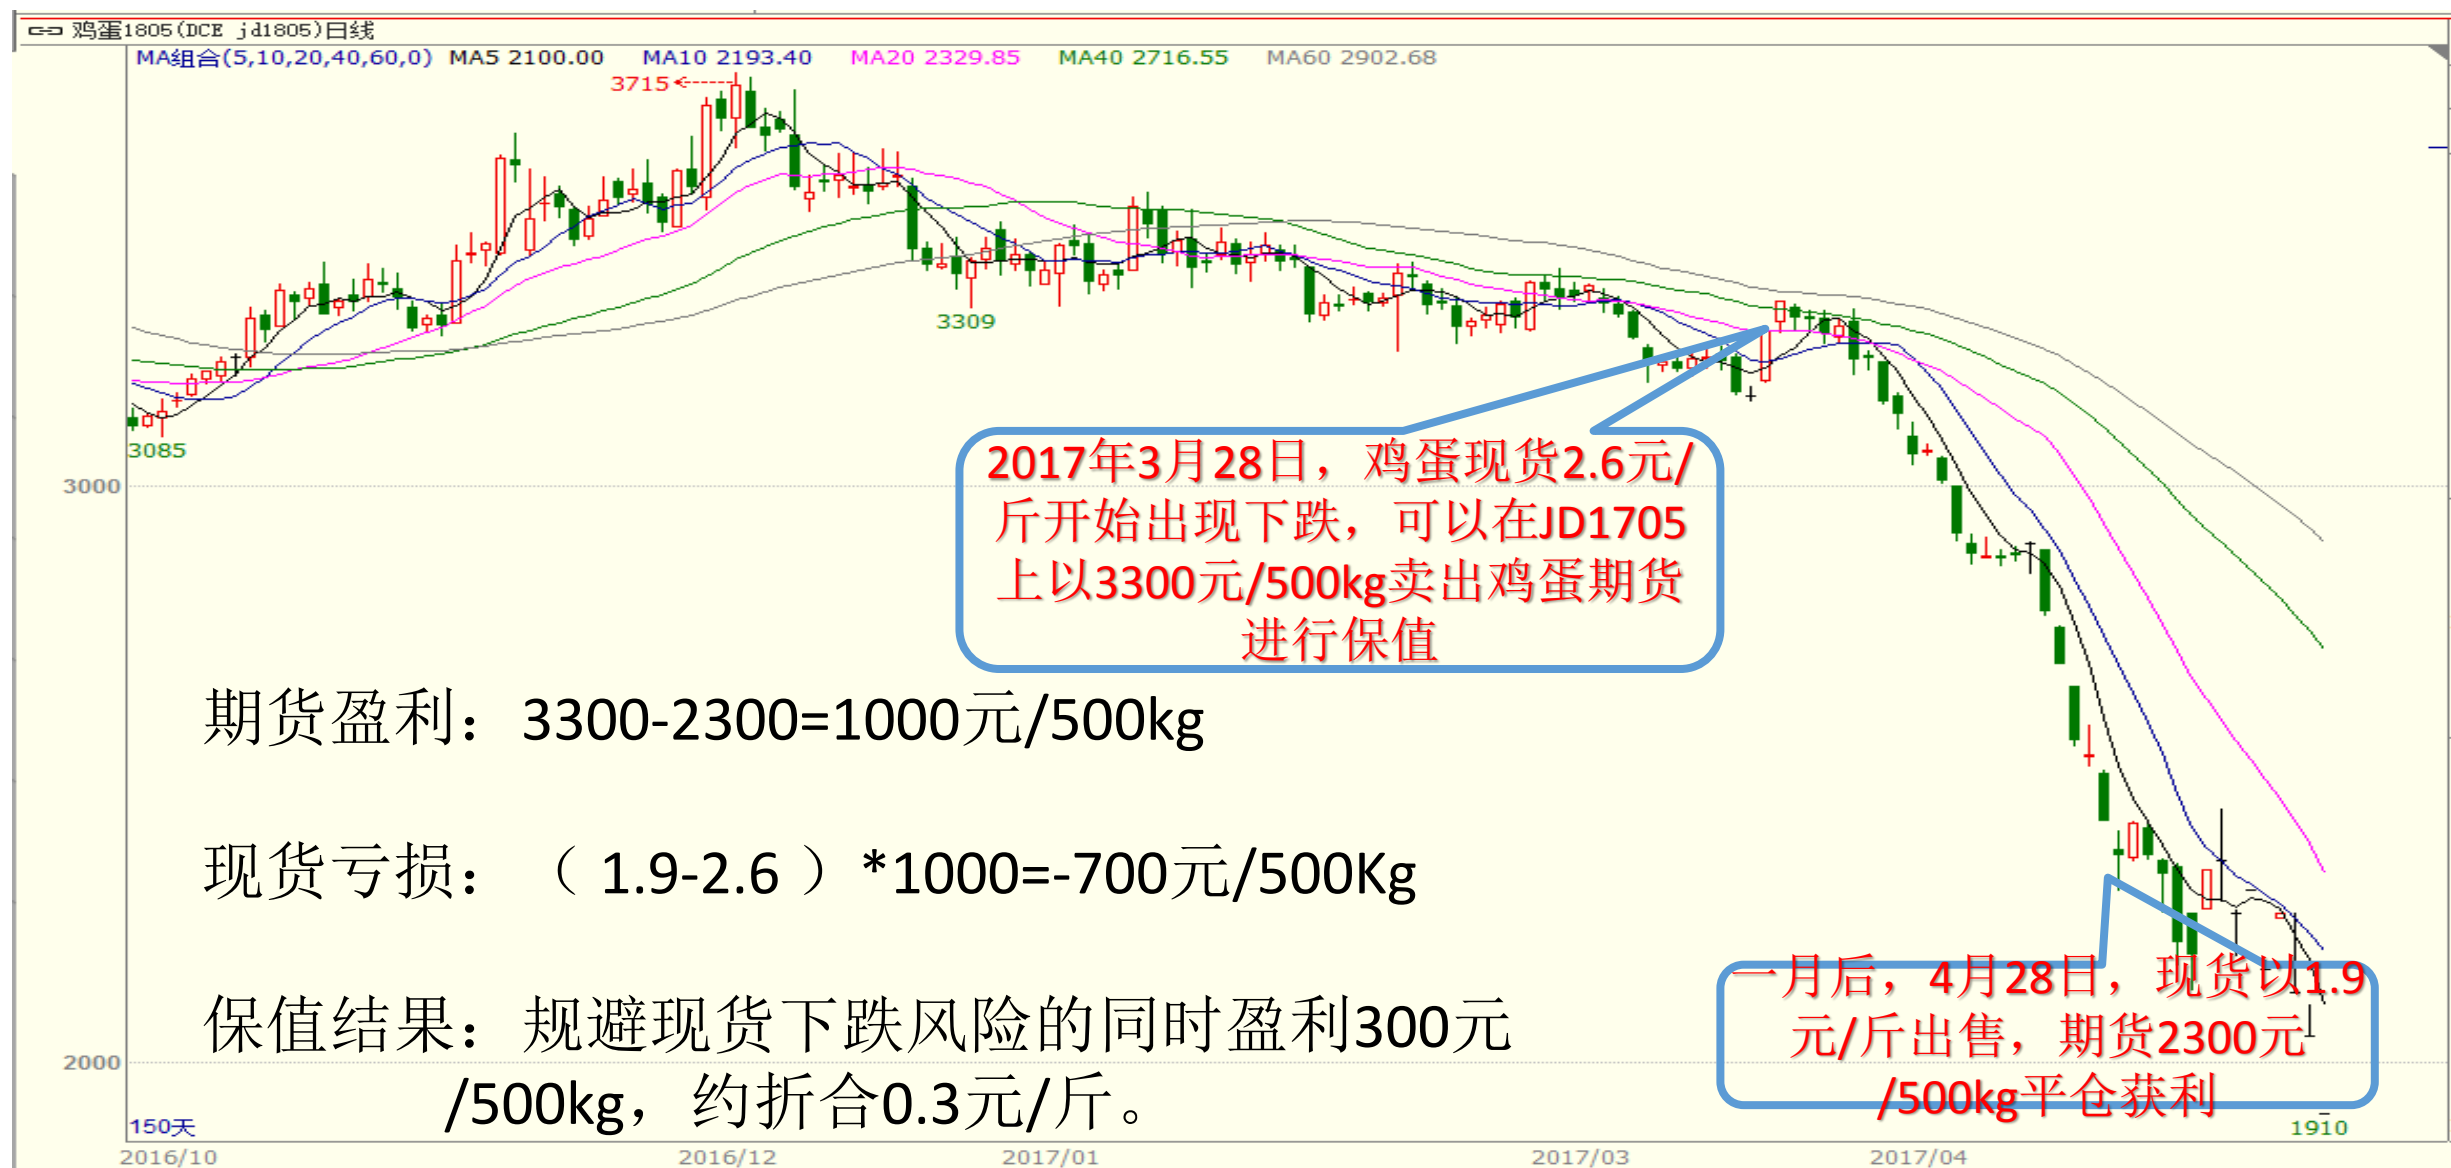 鸡蛋1805(DCE jd1805)日线
MA组合(5,10,20,40,60,0) MA5 2100.00 MA10 2193.40 MA20 2329.85 MA40 2716.55 MA60 2902.68
3715
3309
3085
3000
2017年3月28日，鸡蛋现货2.6元/
斤开始出现下跌，可以在JD1705
上以3300元/500kg卖出鸡蛋期货
进行保值
期货盈利：3300-2300=1000元/500kg
现货亏损：（1.9-2.6）*1000=-700元/500Kg
保值结果：规避现货下跌风险的同时盈利300元
/500kg，约折合0.3元/斤。
一月后，4月28日，现货以1.9
元/斤出售，期货2300元
/500kg平仓获利
2000
150天
1910
2016/10 2016/12 2017/01 2017/03 2017/04